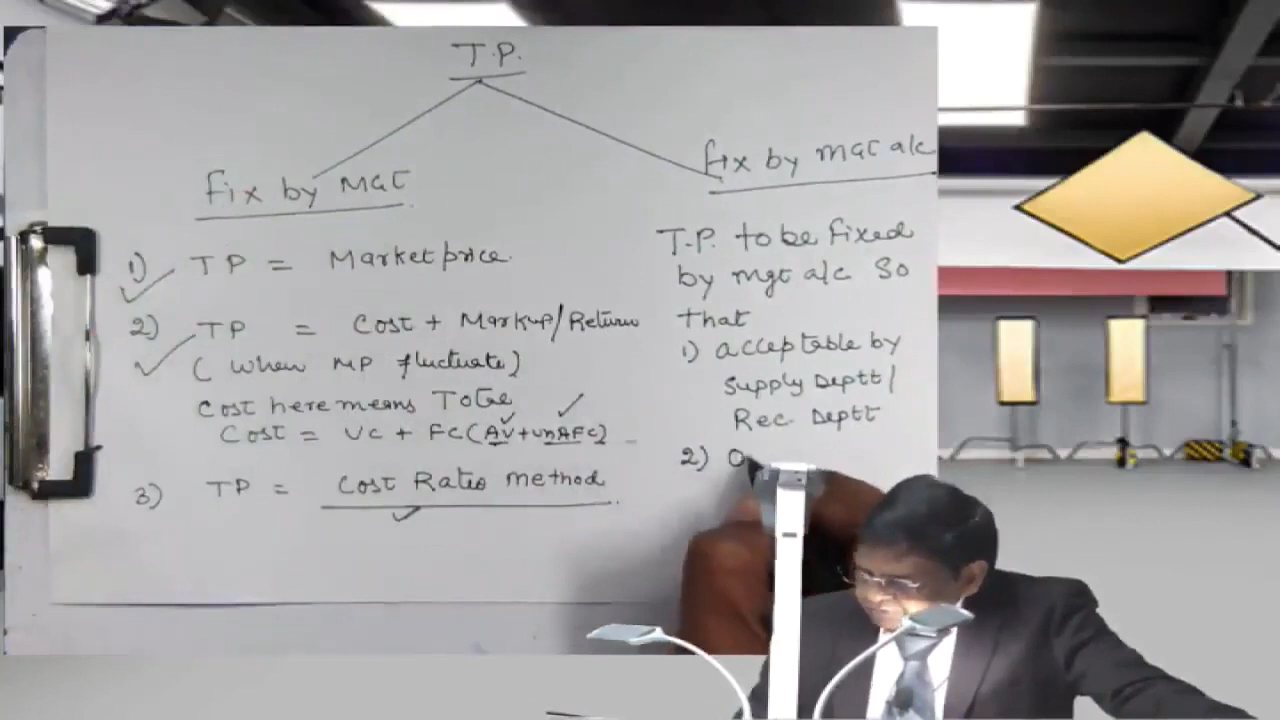 T.P.
Fix by MGT
1) TP = Market price.
2) TP = Cost + Markup/Return
(When MP fluctuate)
Cost here means Total
Cost = VC + FC (AV+UnAFC)
3) TP = Cost Ratio method
Fix by MGT a/c
T.P. to be fixed
by mgt a/c so
that
1) acceptable by
Supply Deptt/
Rec. Deptt
2)